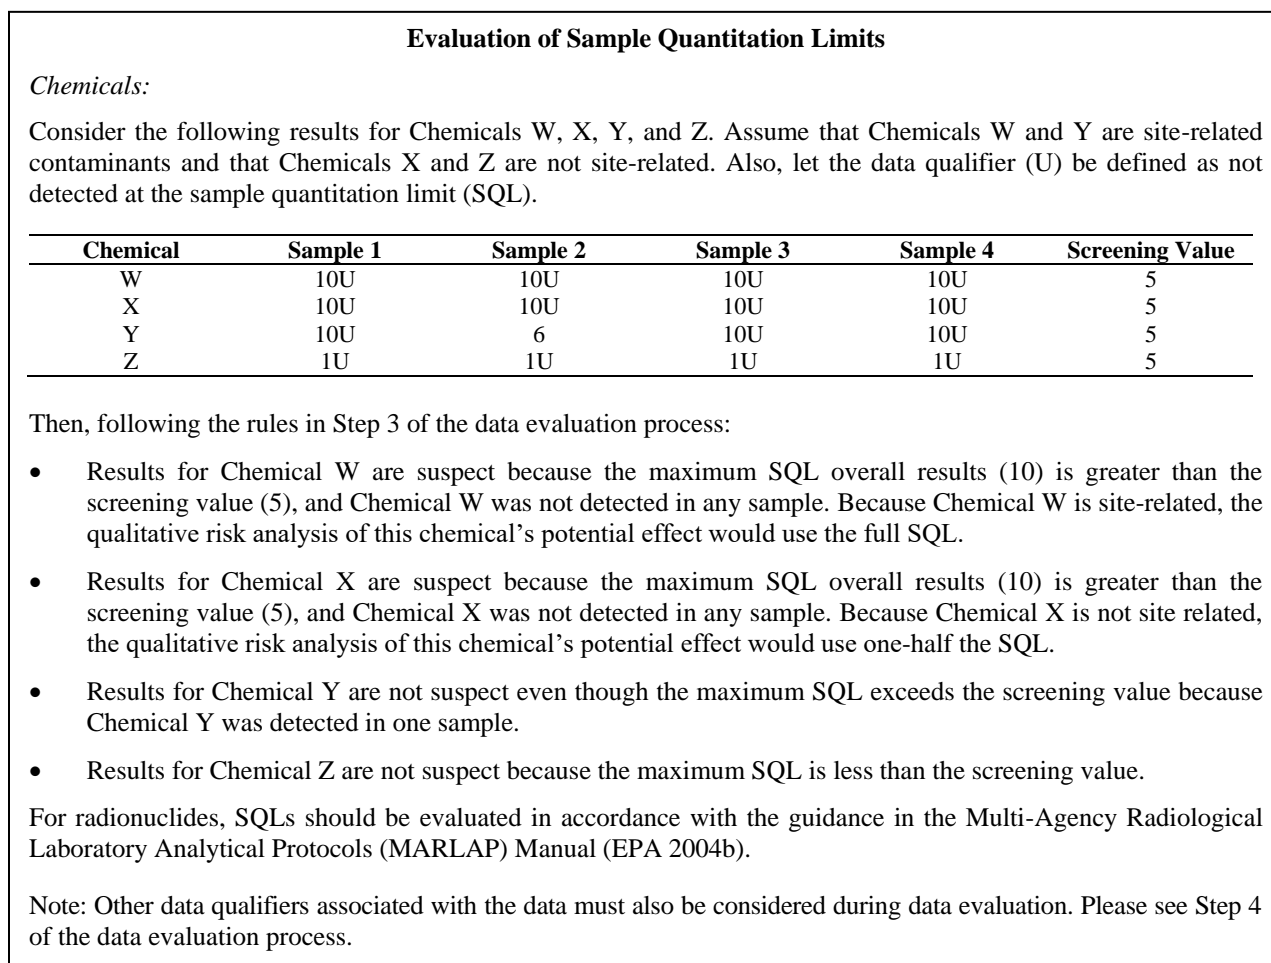 Evaluation of Sample Quantitation Limits
Chemicals:
Consider the following results for Chemicals W, X, Y, and Z. Assume that Chemicals W and Y are site-related
contaminants and that Chemicals X and Z are not site-related. Also, let the data qualifier (U) be defined as not
detected at the sample quantitation limit (SQL).
Chemical Sample 1 Sample 2 Sample 3 Sample 4 Screening Value
W 10U 10U 10U 10U 5
X 10U 10U 10U 10U 5
Y 10U 6 10U 10U 5
Z 1U 1U 1U 1U 5
Then, following the rules in Step 3 of the data evaluation process:
• Results for Chemical W are suspect because the maximum SQL overall results (10) is greater than the
screening value (5), and Chemical W was not detected in any sample. Because Chemical W is site-related, the
qualitative risk analysis of this chemical’s potential effect would use the full SQL.
• Results for Chemical X are suspect because the maximum SQL overall results (10) is greater than the
screening value (5), and Chemical X was not detected in any sample. Because Chemical X is not site related,
the qualitative risk analysis of this chemical’s potential effect would use one-half the SQL.
• Results for Chemical Y are not suspect even though the maximum SQL exceeds the screening value because
Chemical Y was detected in one sample.
• Results for Chemical Z are not suspect because the maximum SQL is less than the screening value.
For radionuclides, SQLs should be evaluated in accordance with the guidance in the Multi-Agency Radiological
Laboratory Analytical Protocols (MARLAP) Manual (EPA 2004b).
Note: Other data qualifiers associated with the data must also be considered during data evaluation. Please see Step 4
of the data evaluation process.